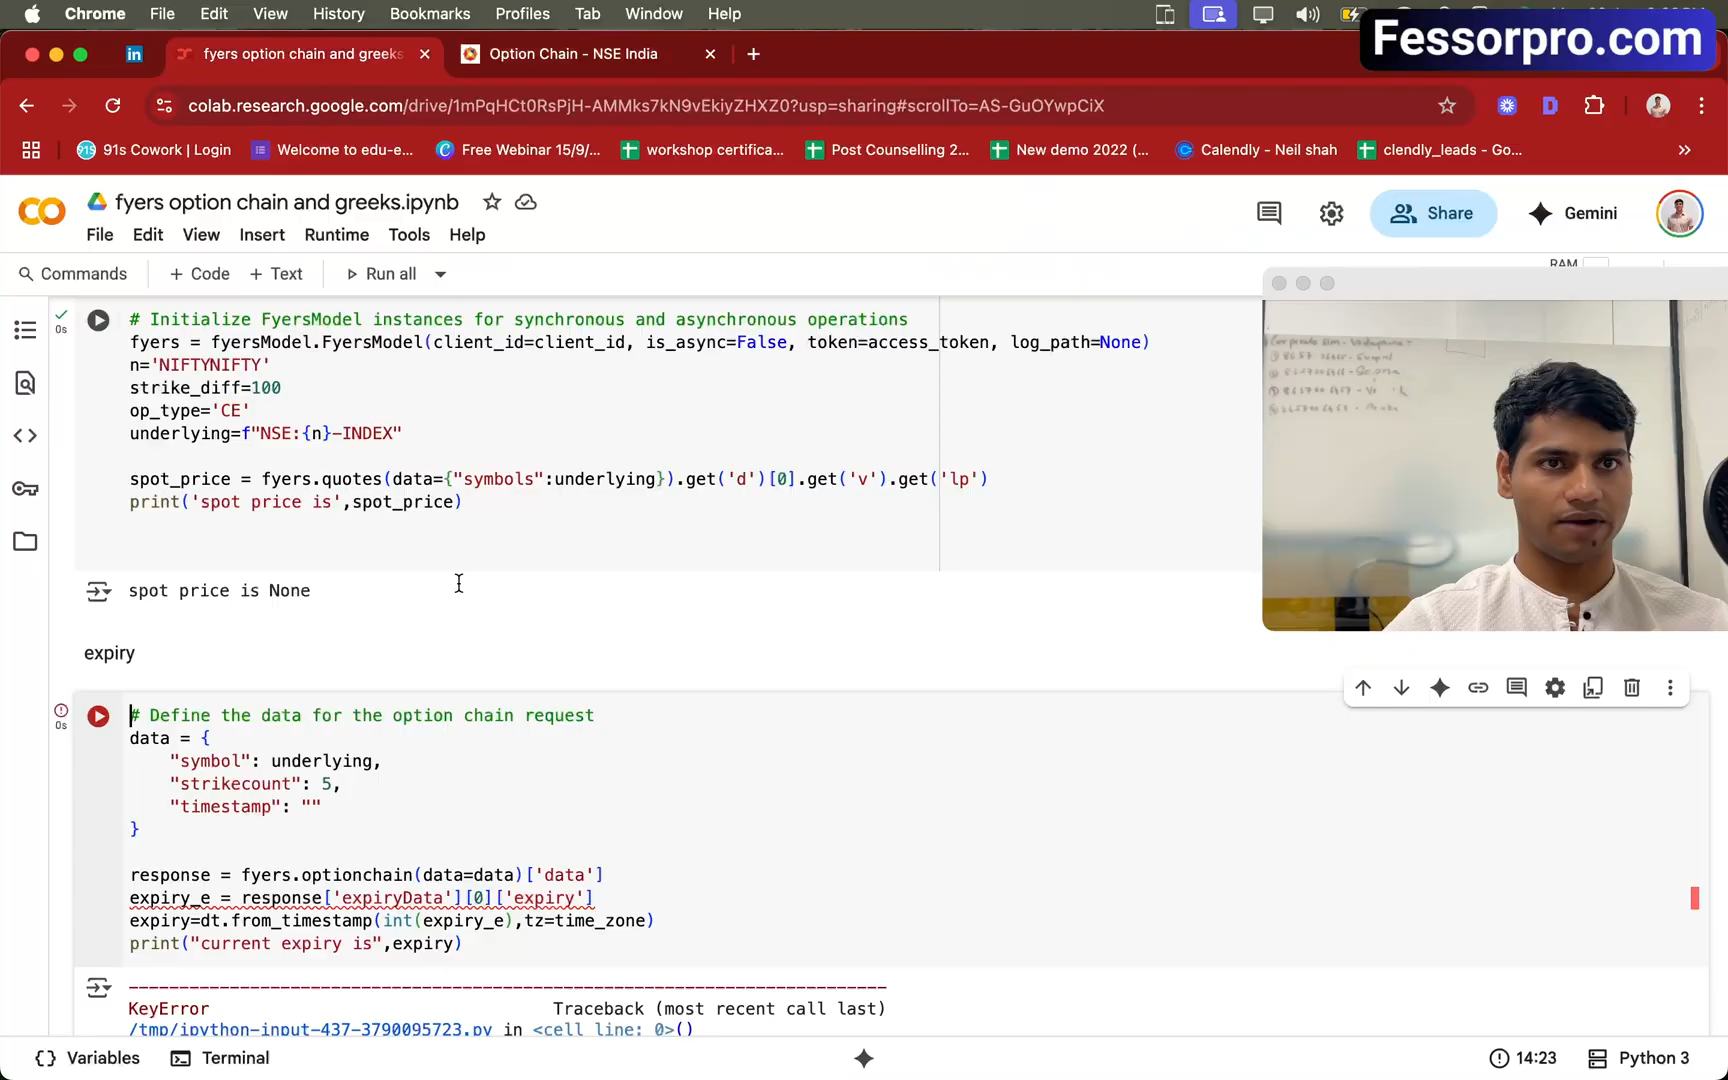 Chrome File Edit View History Bookmarks Profiles Tab Window Help
Fessorpro.com
fyers option chain and greeks
Option Chain - NSE India
colab.research.google.com/drive/1mPqHCt0RsPjH-AMMks7kN9vEkiyZHXZ0?usp=sharing#scrollTo=AS-GuOYwpCiX
91s Cowork | Login
Welcome to edu-e...
Free Webinar 15/9/...
workshop certifica...
Post Counselling 2...
New demo 2022 (...
Calendly - Neil shah
clendly_leads - Go...
fyers option chain and greeks.ipynb
Share
Gemini
File Edit View Insert Runtime Tools Help
Commands + Code + Text Run all
RAM
0s
# Initialize FyersModel instances for synchronous and asynchronous operations
fyers = fyersModel.FyersModel(client_id=client_id, is_async=False, token=access_token, log_path=None)
n='NIFTYNIFTY'
strike_diff=100
op_type='CE'
underlying=f"NSE:{n}-INDEX"
spot_price = fyers.quotes(data={"symbols":underlying}).get('d')[0].get('v').get('lp')
print('spot price is',spot_price)
spot price is None
expiry
0s
# Define the data for the option chain request
data = {
"symbol": underlying,
"strikecount": 5,
"timestamp": ""
}
response = fyers.optionchain(data=data)['data']
expiry_e = response['expiryData'][0]['expiry']
expiry=dt.from_timestamp(int(expiry_e),tz=time_zone)
print("current expiry is",expiry)
KeyError Traceback (most recent call last)
/tmp/ipython-input-437-3790095723.py in <cell line: 0>()
Variables Terminal
14:23 Python 3